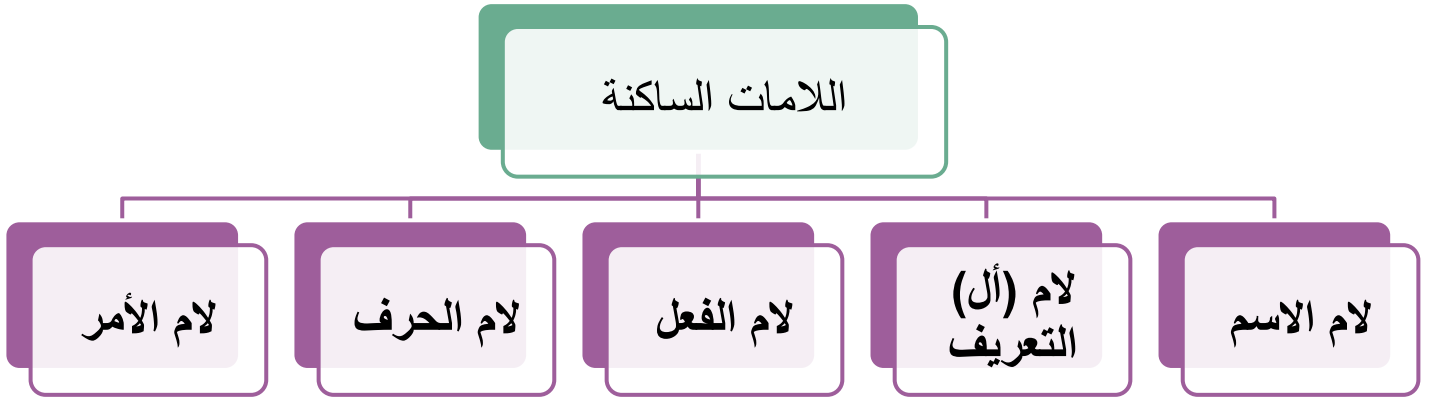 اللامات الساكنة
لام الاسم
لام (أل)
التعريف
لام الفعل
لام الحرف
لام الأمر